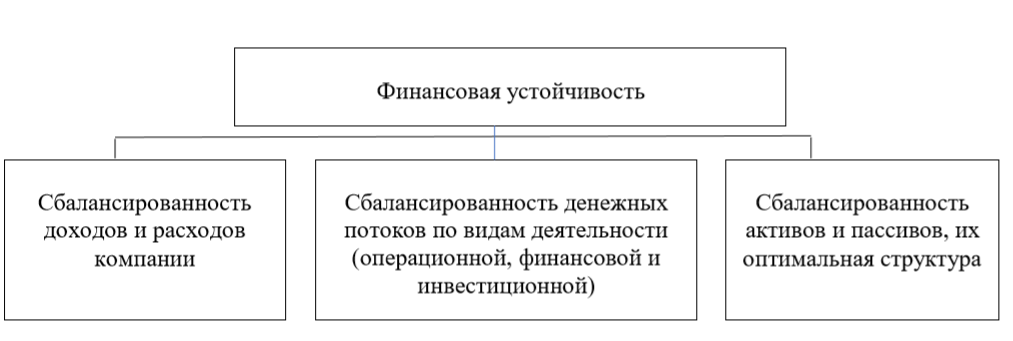 Финансовая устойчивость
Сбалансированность
доходов и расходов
компании
Сбалансированность денежных
потоков по видам деятельности
(операционной, финансовой и
инвестиционной)
Сбалансированность
активов и пассивов, их
оптимальная структура